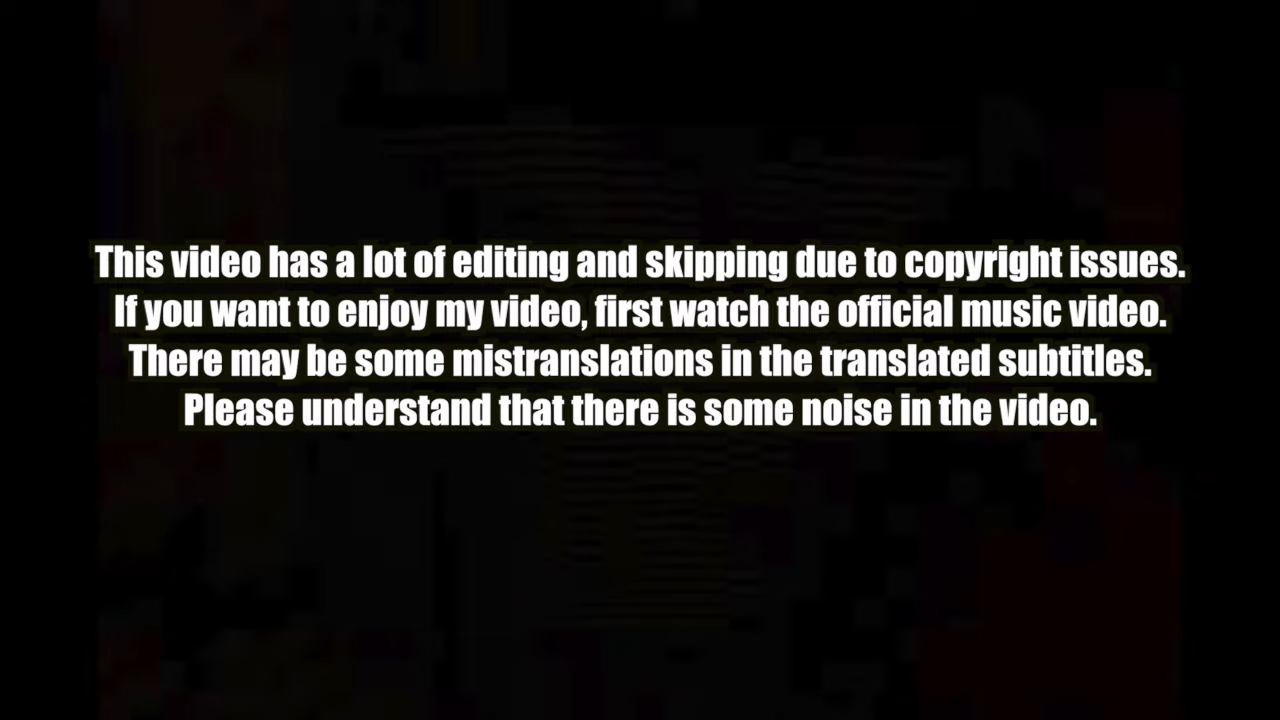 This video has a lot of editing and skipping due to copyright issues.
If you want to enjoy my video, first watch the official music video.
There may be some mistranslations in the translated subtitles.
Please understand that there is some noise in the video.